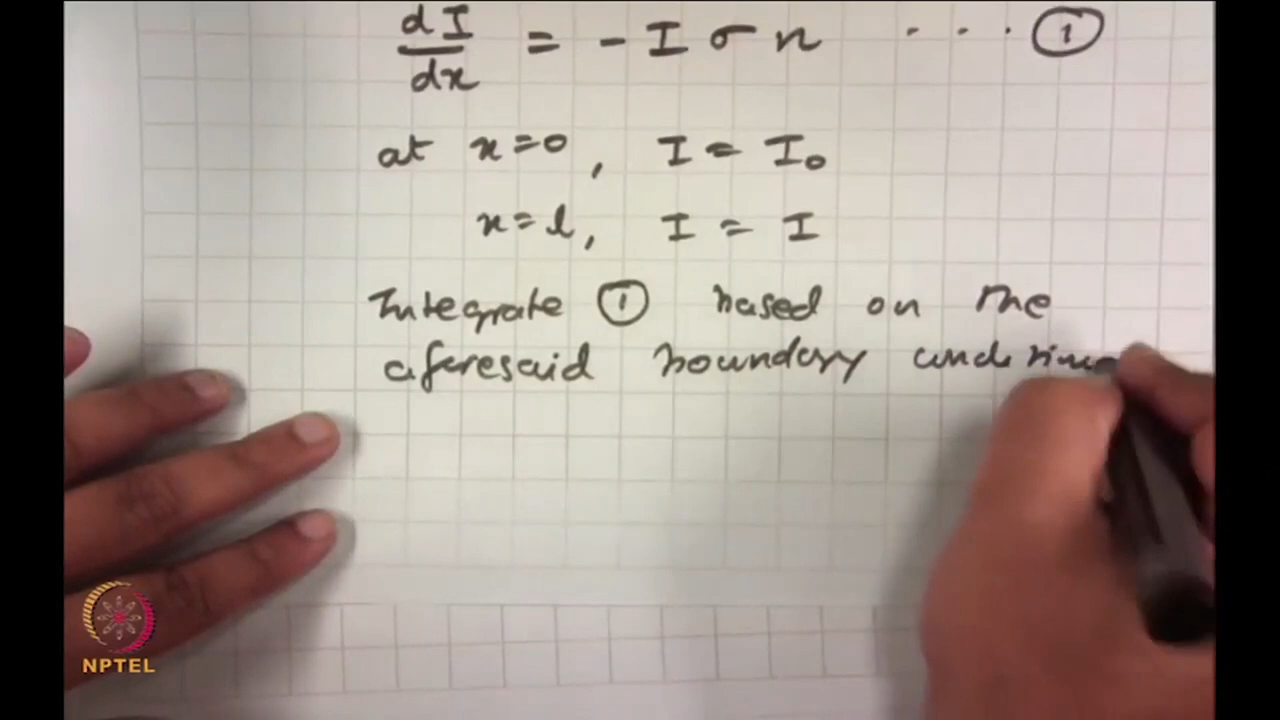 dI/dx = - I σ n ... ①
at x=0, I = I₀
x=l, I = I
Integrate ① based on the
aforesaid boundary conditions
NPTEL